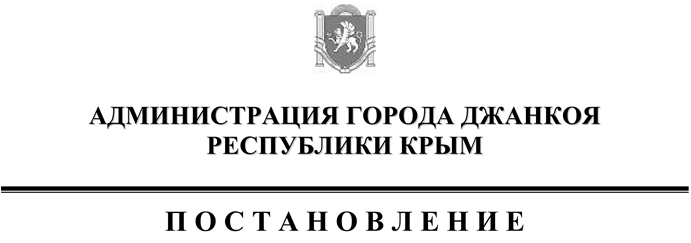 АДМИНИСТРАЦИЯ ГОРОДА ДЖАНКОЯ
РЕСПУБЛИКИ КРЫМ
П О С Т А Н О В Л Е Н И Е